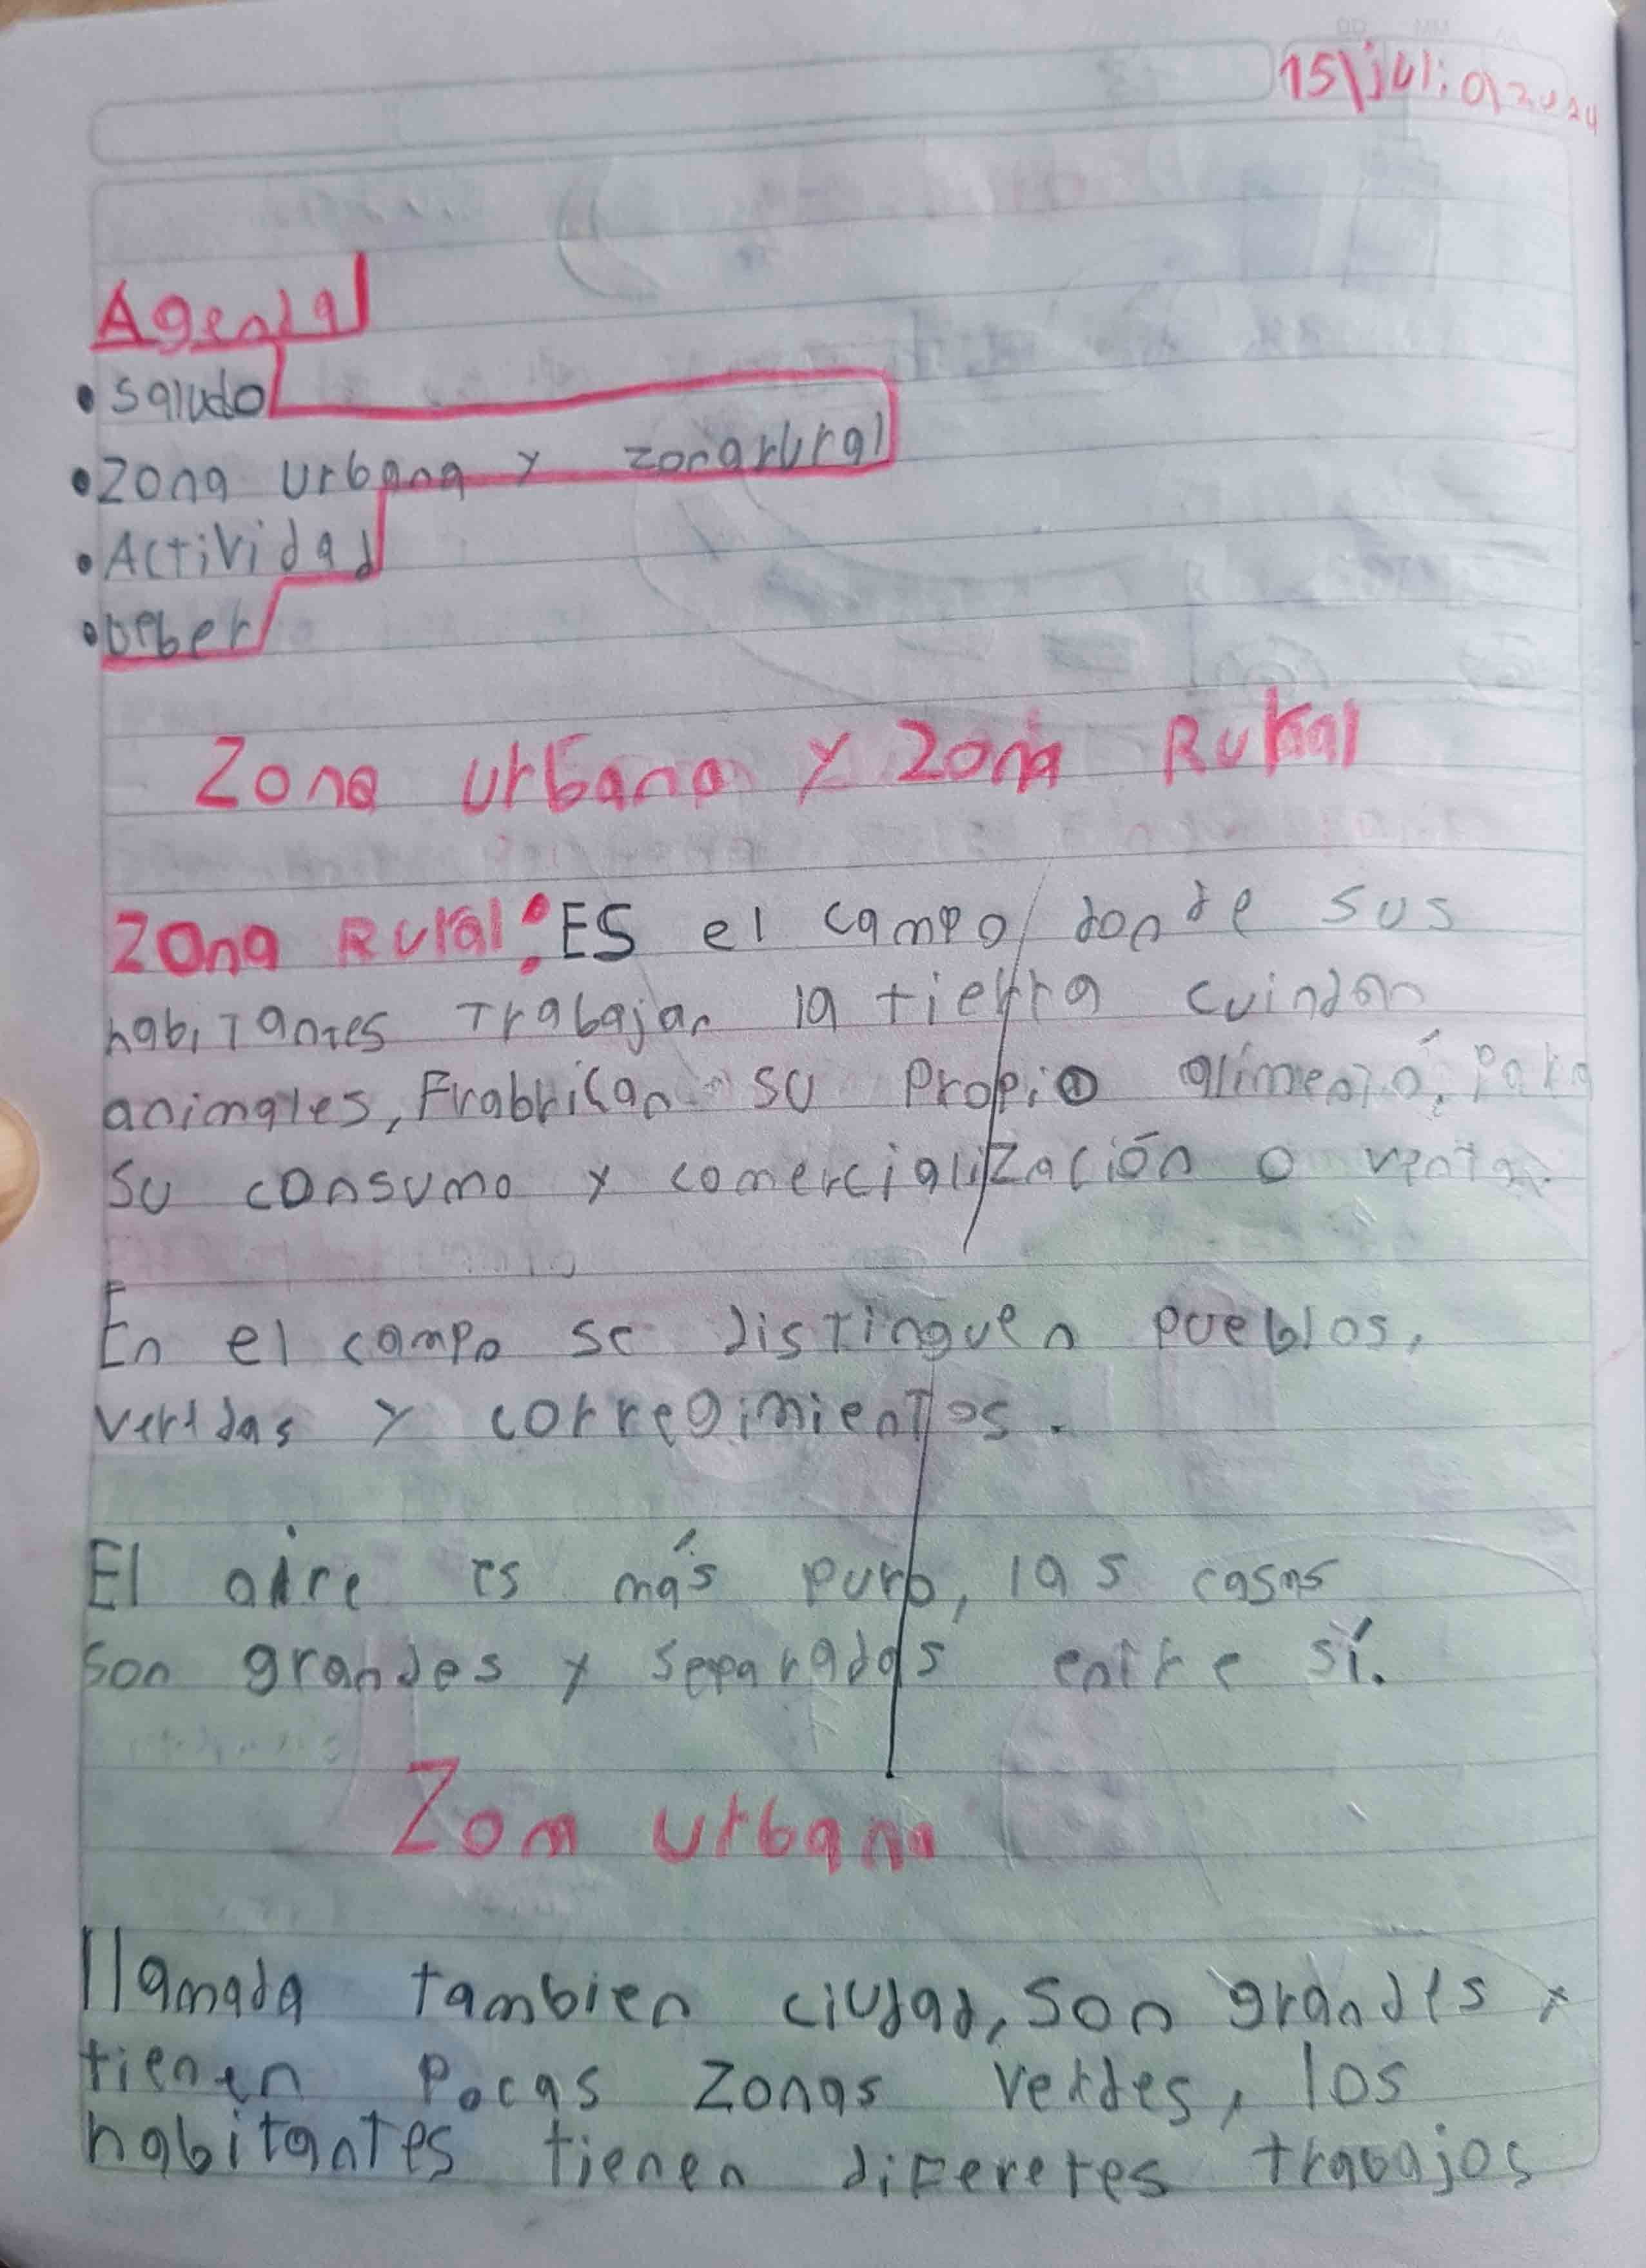 15\julio\2024
Agenda
• Saludo
• Zona urbana y zona rural
• Actividad
• Deber
Zona urbana y zona Rural
Zona Rural: ES el campo donde sus
habitantes Trabajan la tierra cuindan
animales, Frabrican su propio alimento, Para
Su consumo y comercialización o venta.
En el campo se distinguen pueblos,
verdas y corregimientos.
El aire es más puro, las casas
son grandes y separadas entre sí.
Zona urbana
llamada tambien ciudad, son grandes y
tienen Pocas Zonas verdes, los
habitantes tienen diferetes trabajos